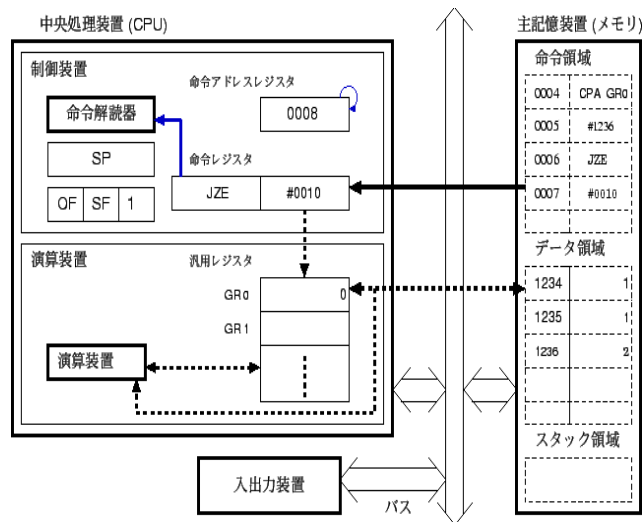 中央処理装置 (CPU)
主記憶装置 (メモリ)
制御装置
命令アドレスレジスタ
0008
命令解読器
SP
OF SF 1
命令レジスタ
JZE #0010
命令領域
0004 CPA GR0
0005 #1236
0006 JZE
0007 #0010
演算装置
汎用レジスタ
GR0 0
GR1
演算装置
データ領域
1234 1
1235 1
1236 2
スタック領域
入出力装置
バス